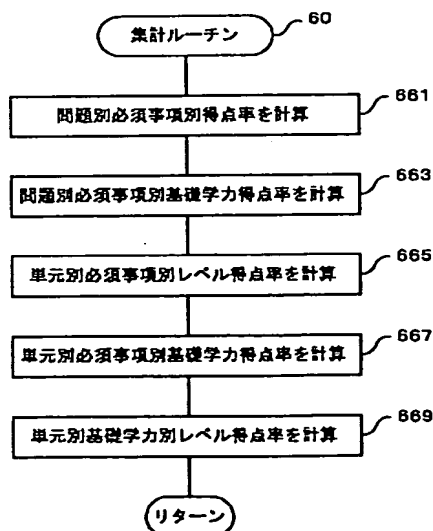 集計ルーチン
60
661
問題別必須事項別得点率を計算
663
問題別必須事項別基礎学力得点率を計算
665
単元別必須事項別レベル得点率を計算
667
単元別必須事項別基礎学力得点率を計算
669
単元別基礎学力別レベル得点率を計算
リターン